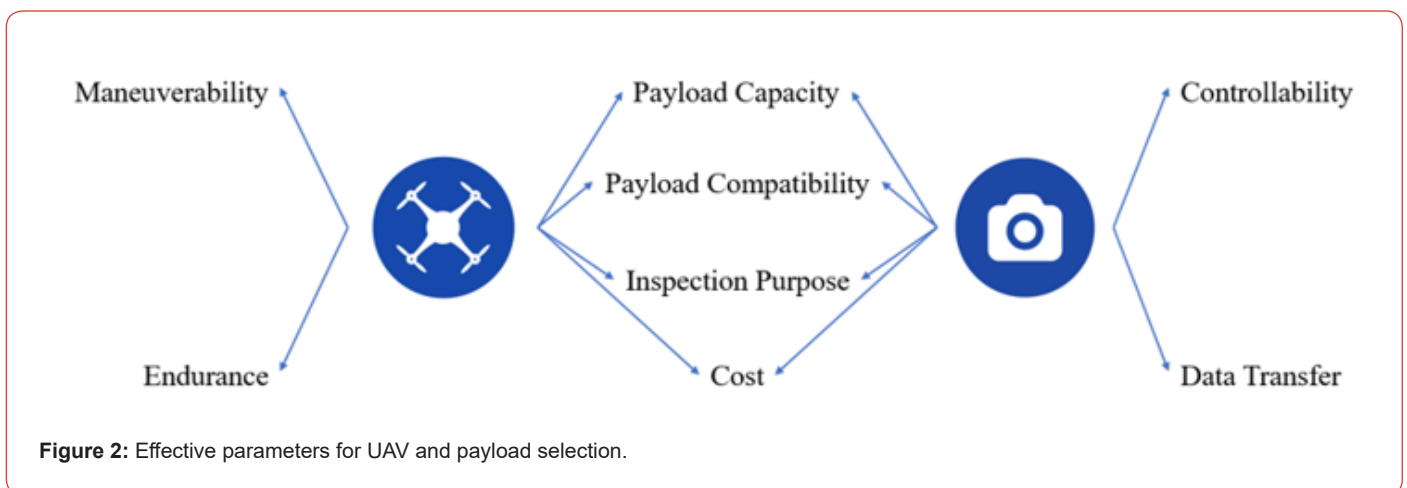 Maneuverability
Payload Capacity
Controllability
Payload Compatibility
Inspection Purpose
Endurance
Cost
Data Transfer
Figure 2: Effective parameters for UAV and payload selection.